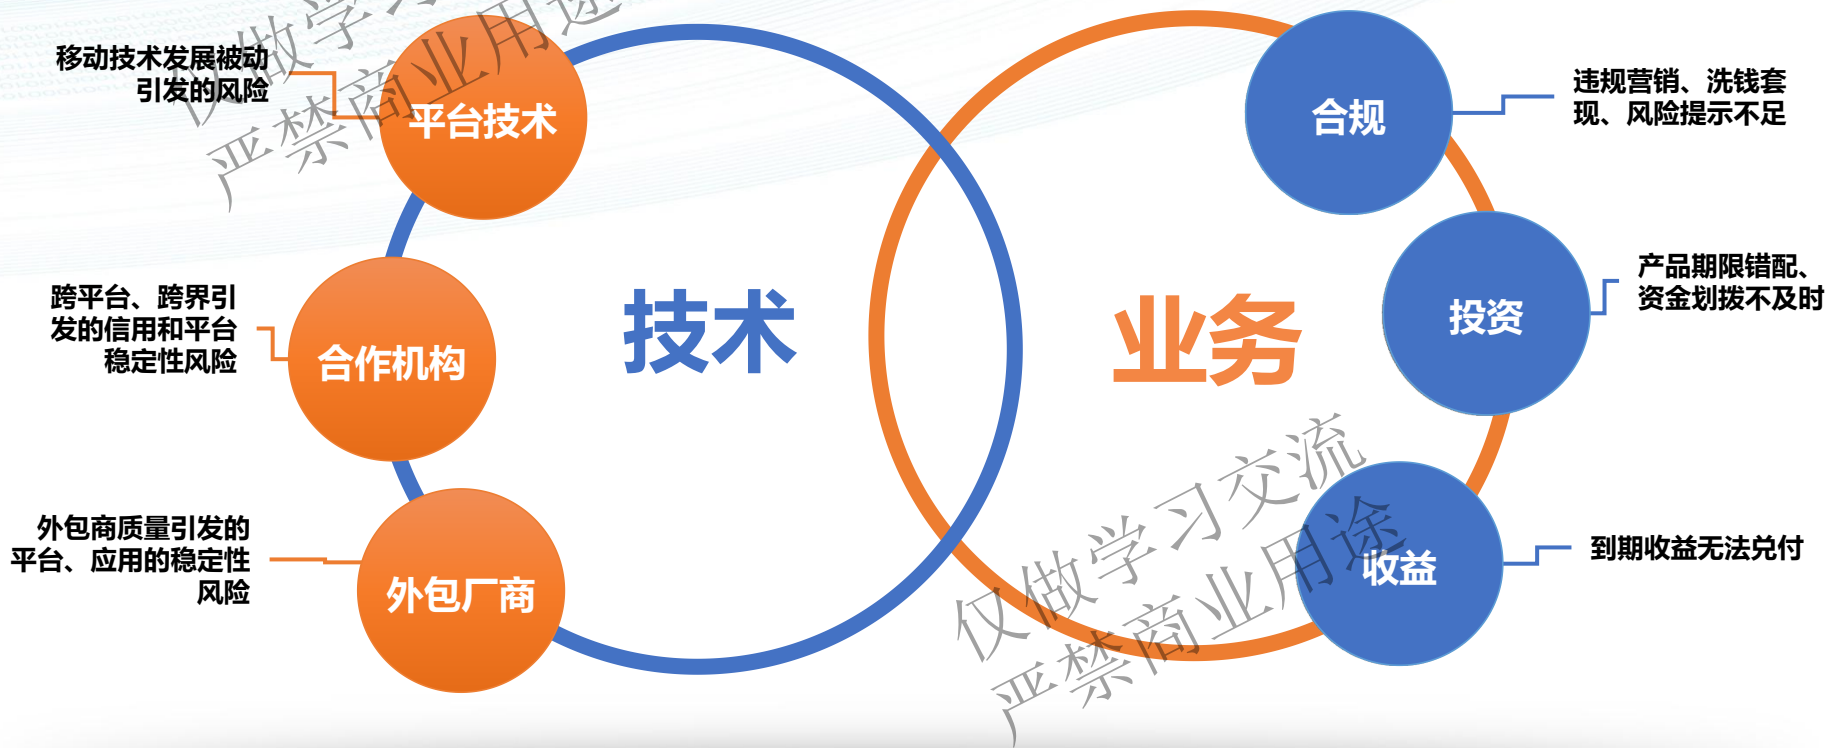 移动技术发展被动
引发的风险
平台技术
跨平台、跨界引
发的信用和平台
稳定性风险
合作机构
外包商质量引发的
平台、应用的稳定性
风险
外包厂商
技术
业务
合规
违规营销、洗钱套
现、风险提示不足
投资
产品期限错配、
资金划拨不及时
收益
到期收益无法兑付
仅做学习
严禁商业用途
仅做学习交流
严禁商业用途